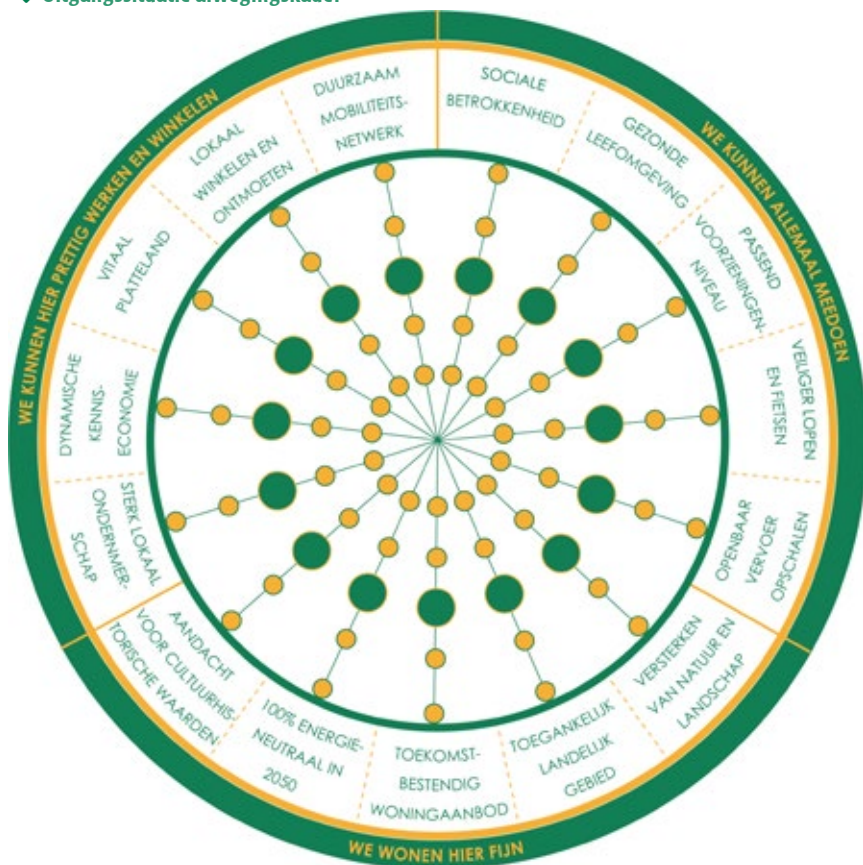 Uitgangssituatie afwegingskader
WE KUNNEN ALLEMAAL MEEDOEN
SOCIALE
BETROKKENHEID
GEZONDE
LEEFOMGEVING
PASSEND
VOORZIENINGEN-
NIVEAU
VEILIGER LOPEN
EN FIETSEN
OPENBAAR
VERVOER
OPSCHALEN
WE WONEN HIER FIJN
VERSTERKEN
VAN NATUUR EN
LANDSCHAP
TOEGANKELIJK
LANDELIJK
GEBIED
TOEKOMST-
BESTENDIG
WONINGAANBOD
100% ENERGIE-
NEUTRAAL IN
2050
AANDACHT
VOOR CULTUURHIS-
TORISCHE WAARDEN
WE KUNNEN HIER PRETTIG WERKEN EN WINKELEN
STERK LOKAAL
ONDERNMER-
SCHAP
DYNAMISCHE
KENNIS-
ECONOMIE
VITAAL
PLATTELAND
LOKAAL
WINKELEN EN
ONTMOETEN
DUURZAAM
MOBILITEITS-
NETWERK